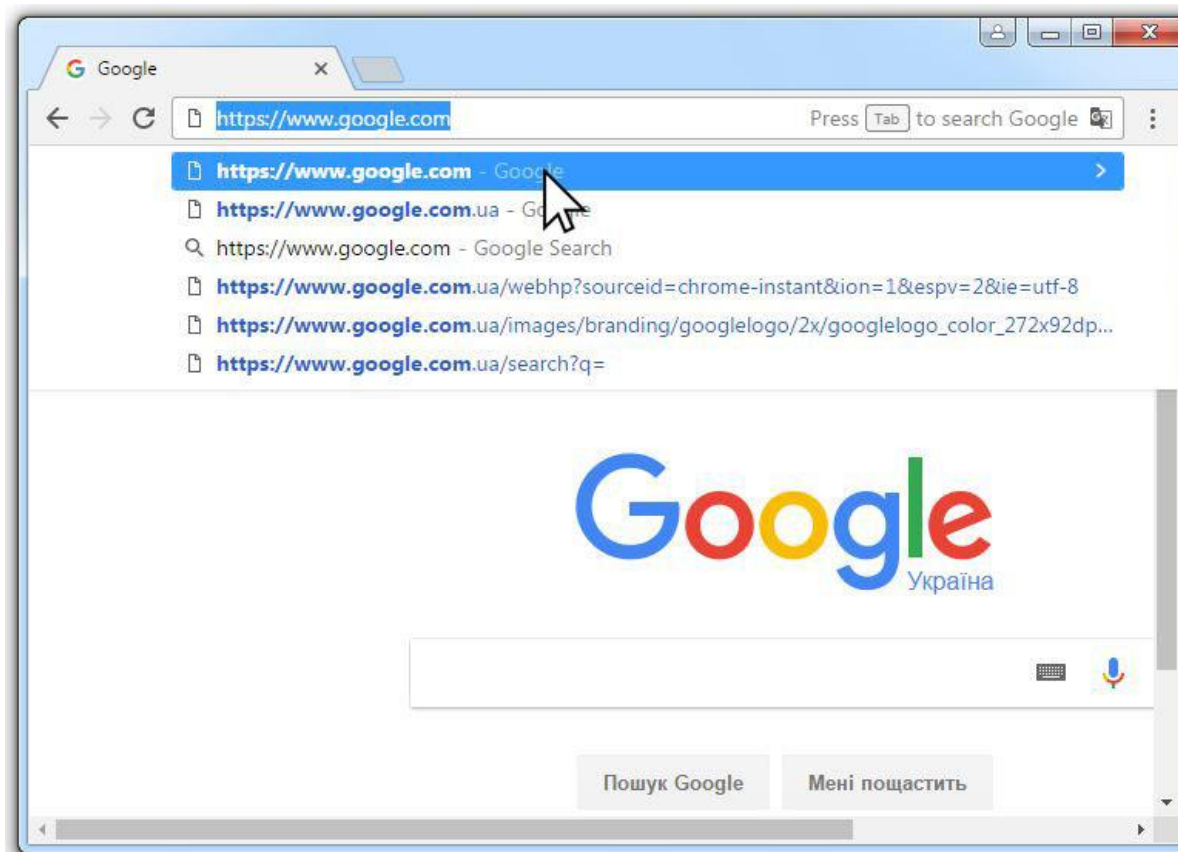 Google
https://www.google.com Press Tab to search Google
https://www.google.com - Google
https://www.google.com.ua - Google
https://www.google.com - Google Search
https://www.google.com.ua/webhp?sourceid=chrome-instant&ion=1&espv=2&ie=utf-8
https://www.google.com.ua/images/branding/googlelogo/2x/googlelogo_color_272x92dp...
https://www.google.com.ua/search?q=
Google
Україна
Пошук Google Мені пощастить